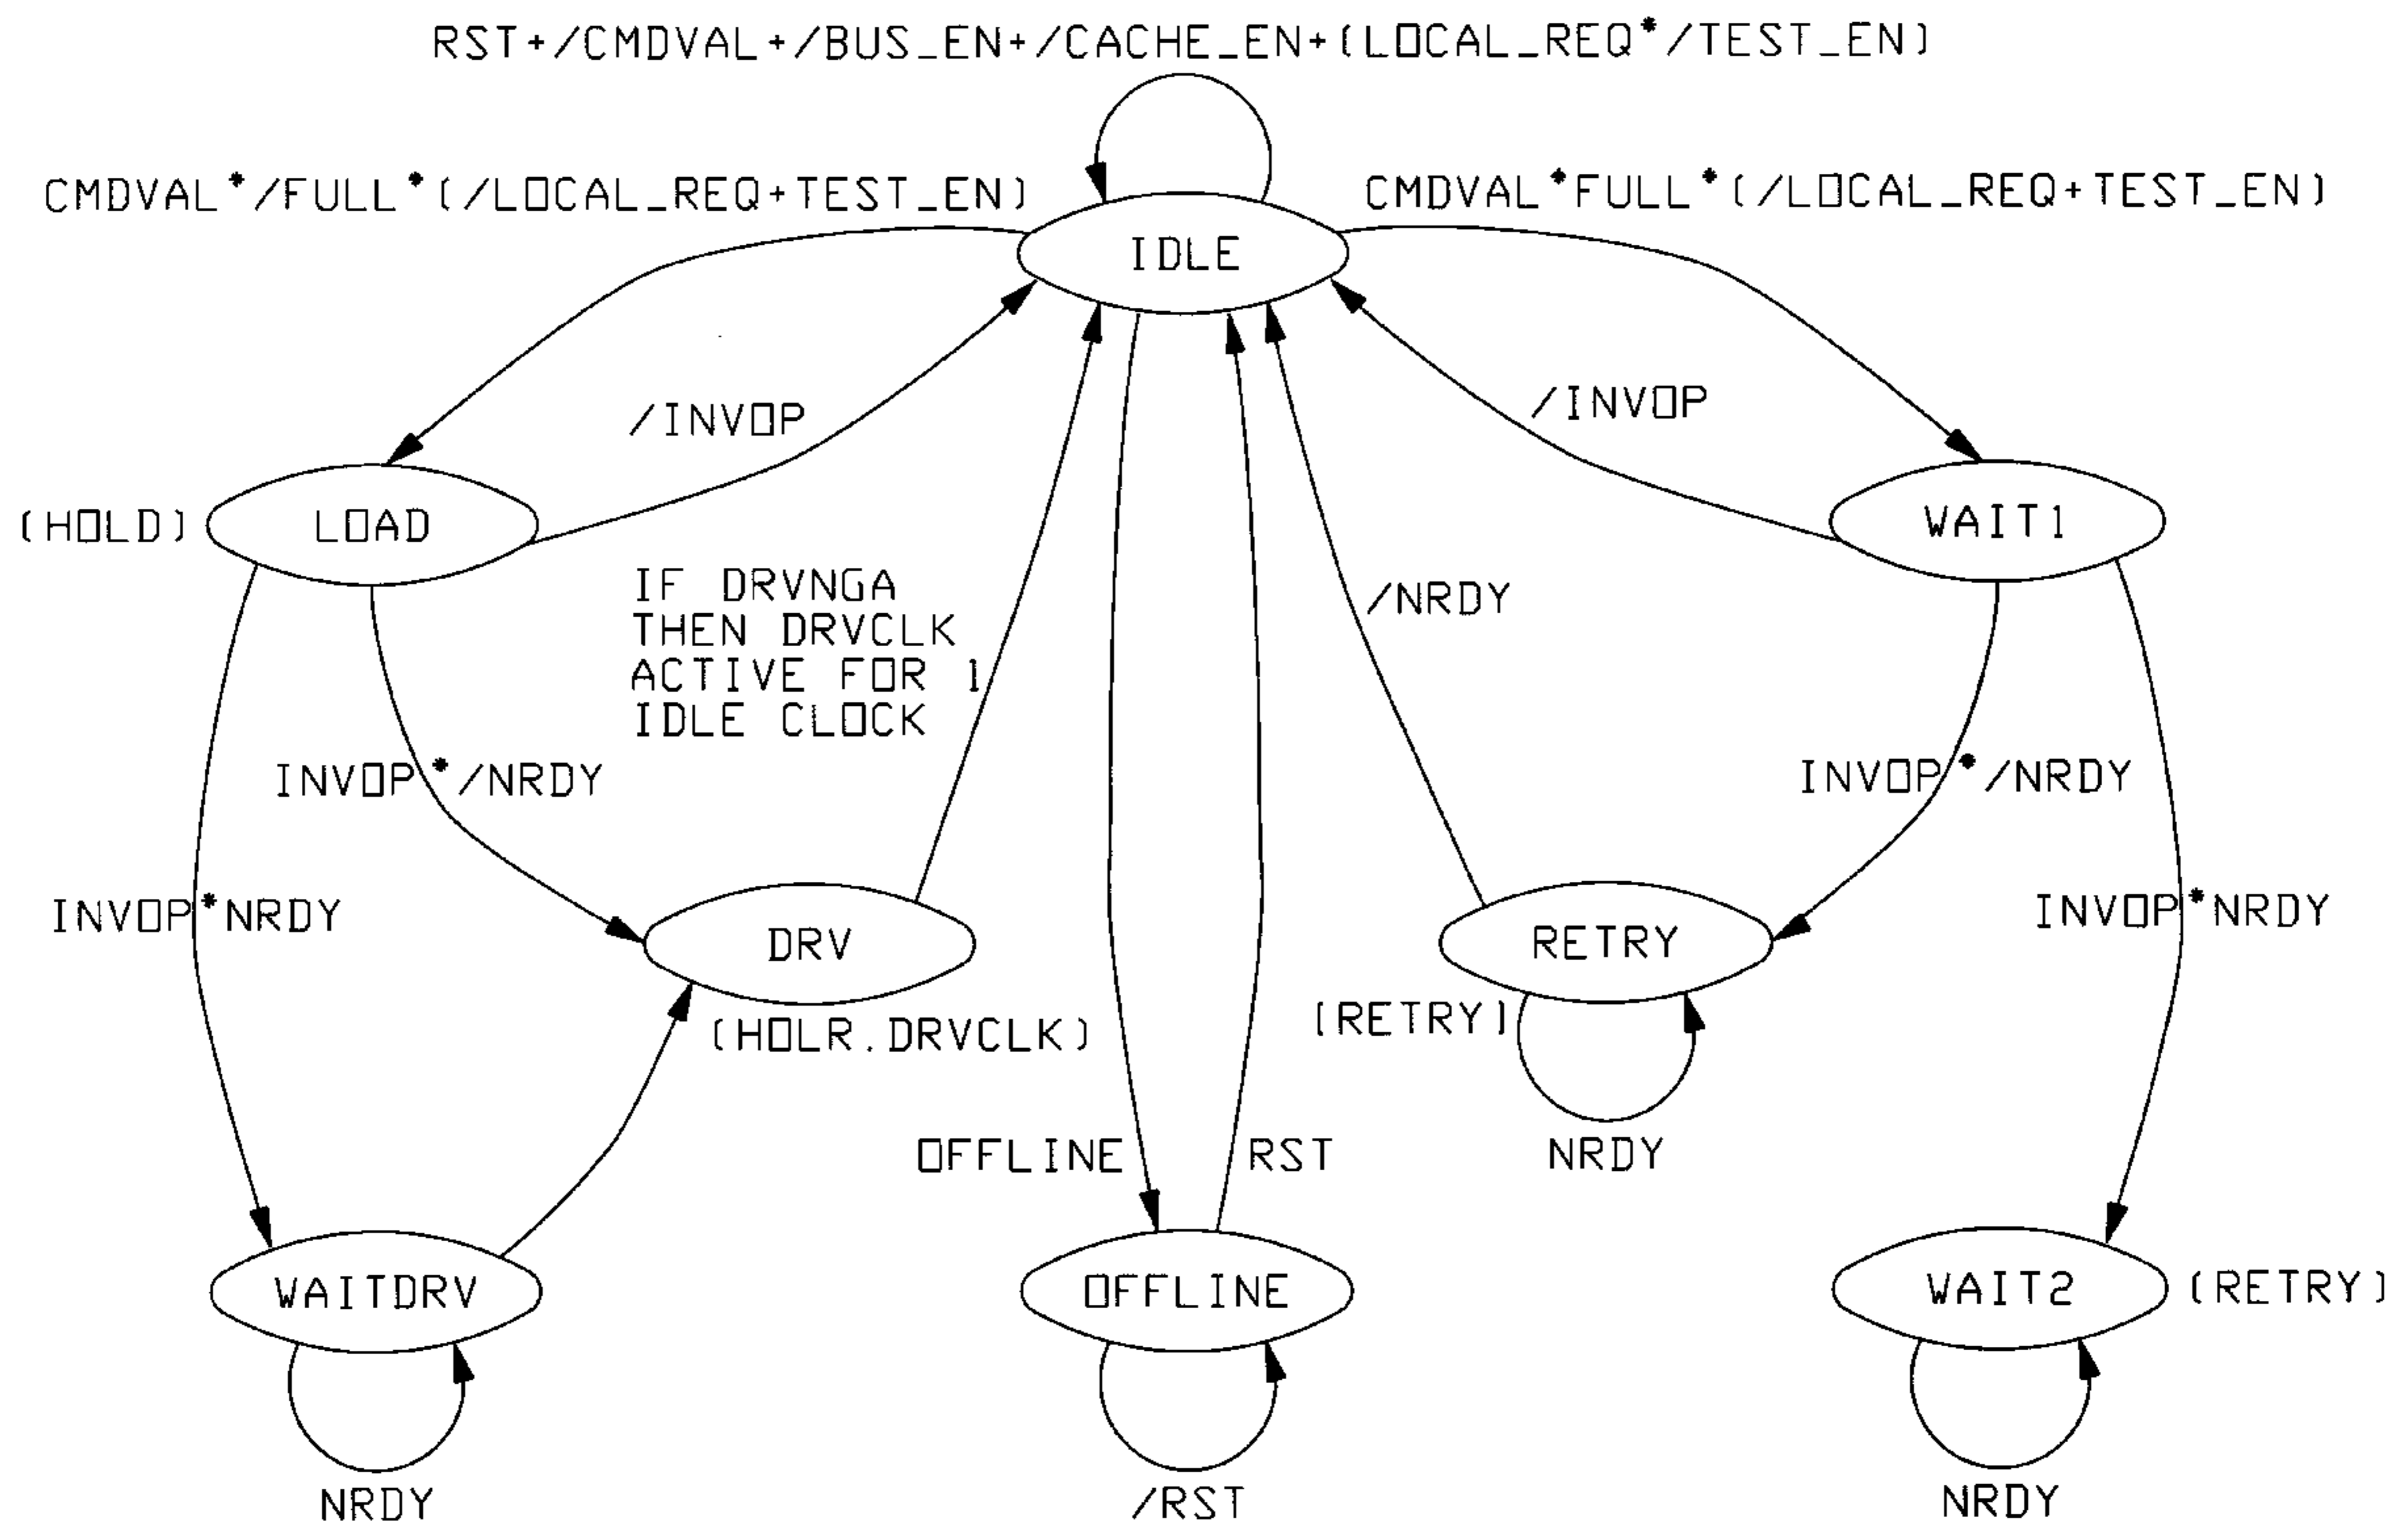 RST+/CMDVAL+/BUS_EN+/CACHE_EN+(LOCAL_REQ*/TEST_EN)
CMDVAL*/FULL*(/LOCAL_REQ+TEST_EN)
CMDVAL*FULL*(/LOCAL_REQ+TEST_EN)
IDLE
/INVOP
/INVOP
(HOLD)
LOAD
WAIT1
IF DRVNGA
THEN DRVCLK
ACTIVE FOR 1
IDLE CLOCK
/NRDY
INVOP*/NRDY
INVOP*/NRDY
INVOP*NRDY
INVOP*NRDY
DRV
RETRY
(HOLR.DRVCLK)
(RETRY)
OFFLINE
RST
NRDY
WAITDRV
OFFLINE
WAIT2
(RETRY)
NRDY
/RST
NRDY